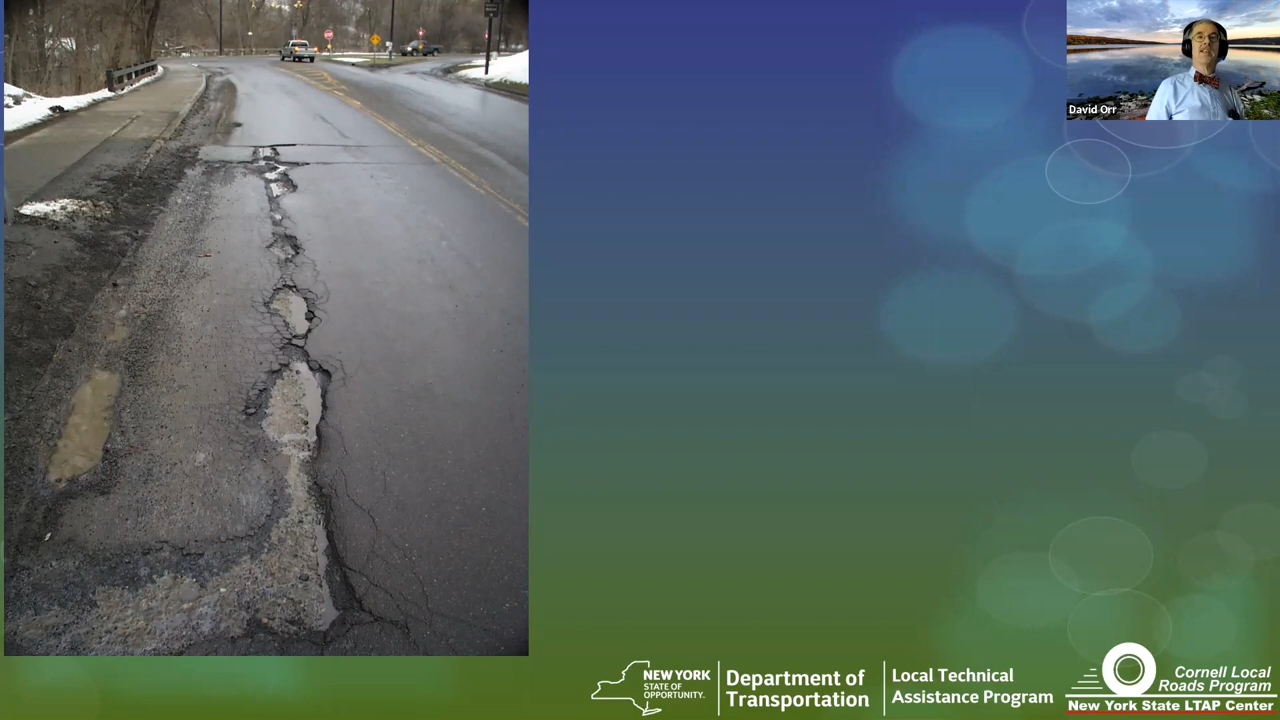 David Orr
NEW YORK
STATE OF
OPPORTUNITY.
Department of
Transportation
Local Technical
Assistance Program
Cornell Local
Roads Program
New York State LTAP Center